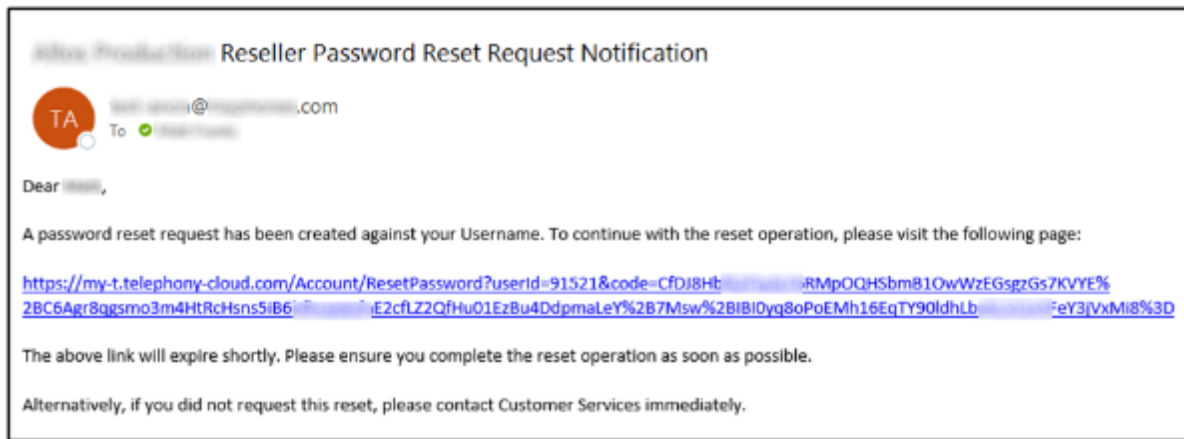 Reseller Password Reset Request Notification
TA
@ .com
To
Dear ,
A password reset request has been created against your Username. To continue with the reset operation, please visit the following page:
https://my-t.telephony-cloud.com/Account/ResetPassword?userId=91521&code=CfDJ8Hb RMpOQHSbmB1OwWzEGsgzGs7KVYE%
2BC6Agr8qgsmo3m4HtRcHsns5iB6 E2cfLZ2QfHu01EzBu4DdpmaLeY%2B7Msw%2BIBI0yq8oPoEMh16EqTY90ldhLb FeY3jVxMi8%3D
The above link will expire shortly. Please ensure you complete the reset operation as soon as possible.
Alternatively, if you did not request this reset, please contact Customer Services immediately.